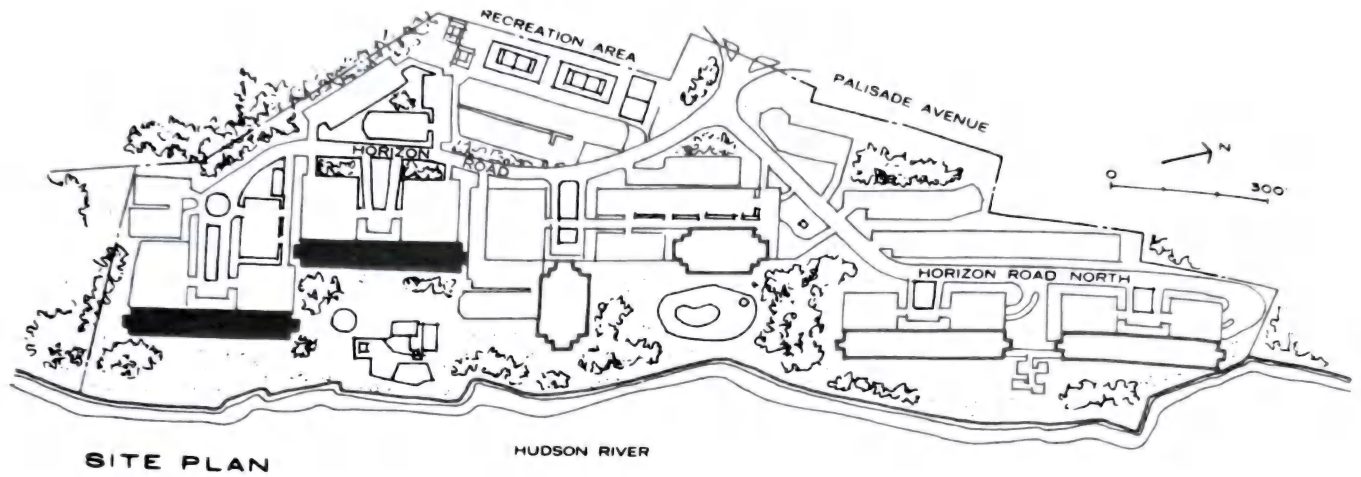 RECREATION AREA
PALISADE AVENUE
N
0 300'
HORIZON
ROAD
HORIZON ROAD NORTH
HUDSON RIVER
SITE PLAN